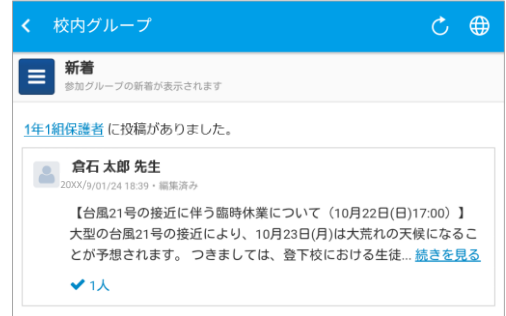 校内グループ
新着
参加グループの新着が表示されます
1年1組保護者 に投稿がありました。
倉石 太郎 先生
20XX/9/01/24 18:39・編集済み
【台風21号の接近に伴う臨時休業について（10月22日(日)17:00）】
大型の台風21号の接近により、10月23日(月)は大荒れの天候になるこ
とが予想されます。 つきましては、登下校における生徒... 続きを見る
1人